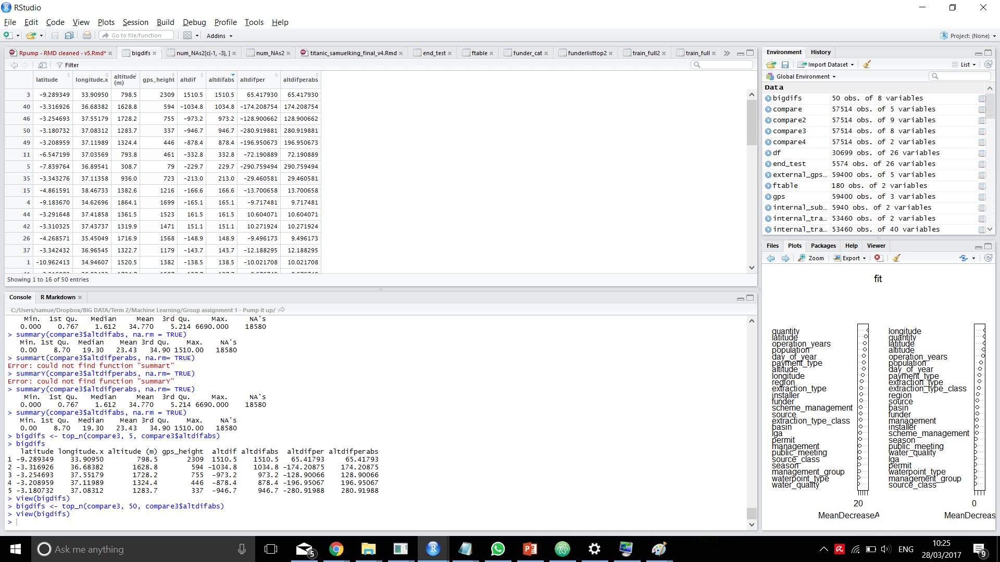 RStudio
File Edit Code View Plots Session Build Debug Profile Tools Help
Go to file/function Addins Project: (None)
Rpump - RMD cleaned - v5.Rmd* bigdifs num_NAs2[c(-1, -3), ] num_NAs2 titanic_samuelking_final_v4.Rmd end_test ftable funder_cat funderlisttop2 train_full2 train_full
Filter
latitude longitude.x altitude (m) gps_height altdif altdifabs altdifper altdifperabs
3 -9.289349 33.90950 798.5 2309 1510.5 1510.5 65.417930 65.417930
40 -3.316926 36.68382 1628.8 594 -1034.8 1034.8 -174.208754 174.208754
46 -3.254693 37.55179 1728.2 755 -973.2 973.2 -128.900662 128.900662
50 -3.180732 37.08312 1283.7 337 -946.7 946.7 -280.919881 280.919881
49 -3.208959 37.11989 1324.4 446 -878.4 878.4 -196.950673 196.950673
11 -6.547199 37.03569 793.8 461 -332.8 332.8 -72.190889 72.190889
5 -7.839764 36.89541 308.7 79 -229.7 229.7 -290.759494 290.759494
35 -3.343276 37.11358 936.0 723 -213.0 213.0 -29.460581 29.460581
15 -4.861591 38.46733 1382.6 1216 -166.6 166.6 -13.700658 13.700658
4 -9.183670 34.62696 1864.1 1699 -165.1 165.1 -9.717481 9.717481
44 -3.291648 37.41858 1361.5 1523 161.5 161.5 10.604071 10.604071
42 -3.310325 37.43737 1319.9 1471 151.1 151.1 10.271924 10.271924
26 -4.268571 35.45049 1716.9 1568 -148.9 148.9 -9.496173 9.496173
37 -3.342432 36.96545 1322.7 1179 -143.7 143.7 -12.188295 12.188295
1 -10.962413 34.94607 1520.5 1382 -138.5 138.5 -10.021708 10.021708
Showing 1 to 16 of 50 entries
Console R Markdown
C:/Users/samue/Dropbox/BIG DATA/Term 2/Machine Learning/Group assignment 1 - Pump it up/
Min. 1st Qu. Median Mean 3rd Qu. Max. NA's
0.000 0.767 1.612 34.770 5.214 6690.000 18580
> summary(compare3$altdifabs, na.rm = TRUE)
Min. 1st Qu. Median Mean 3rd Qu. Max. NA's
0.00 8.70 19.30 23.43 34.90 1510.00 18580
> summart(compare3$altdifperabs, na.rm= TRUE)
Error: could not find function "summart"
> summarY(compare3$altdifperabs, na.rm= TRUE)
Error: could not find function "summarY"
> summary(compare3$altdifperabs, na.rm= TRUE)
Min. 1st Qu. Median Mean 3rd Qu. Max. NA's
0.000 0.767 1.612 34.770 5.214 6690.000 18580
> summary(compare3$altdifabs, na.rm = TRUE)
Min. 1st Qu. Median Mean 3rd Qu. Max. NA's
0.00 8.70 19.30 23.43 34.90 1510.00 18580
> bigdifs <- top_n(compare3, 5, compare3$altdifabs)
> bigdifs
latitude longitude.x altitude (m) gps_height altdif altdifabs altdifper altdifperabs
1 -9.289349 33.90950 798.5 2309 1510.5 1510.5 65.41793 65.41793
2 -3.316926 36.68382 1628.8 594 -1034.8 1034.8 -174.20875 174.20875
3 -3.254693 37.55179 1728.2 755 -973.2 973.2 -128.90066 128.90066
4 -3.208959 37.11989 1324.4 446 -878.4 878.4 -196.95067 196.95067
5 -3.180732 37.08312 1283.7 337 -946.7 946.7 -280.91988 280.91988
> View(bigdifs)
> bigdifs <- top_n(compare3, 50, compare3$altdifabs)
> View(bigdifs)
>
Environment History
Import Dataset List
Global Environment
Data
bigdifs 50 obs. of 8 variables
compare 57514 obs. of 5 variables
compare2 57514 obs. of 9 variables
compare3 57514 obs. of 8 variables
compare4 57514 obs. of 2 variables
df 30699 obs. of 26 variables
end_test 5574 obs. of 26 variables
external_gps… 59400 obs. of 5 variables
ftable 180 obs. of 2 variables
gps 59400 obs. of 3 variables
internal_sub… 5940 obs. of 2 variables
internal_tra… 53460 obs. of 2 variables
internal_tra… 53460 obs. of 40 variables
Files Plots Packages Help Viewer
Zoom Export
fit
quantity
latitude
operation_years
population
day_of_year
payment_type
altitude
longitude
region
extraction_type
installer
funder
scheme_management
source
extraction_type_class
basin
lga
permit
management
public_meeting
source_class
season
management_group
waterpoint_type
water_quality
20
MeanDecreaseA
longitude
quantity
latitude
altitude
operation_years
population
day_of_year
payment_type
extraction_type
extraction_type_class
region
source
basin
funder
management
installer
scheme_management
season
public_meeting
water_quality
lga
permit
waterpoint_type
management_group
source_class
0
MeanDecreas
Ask me anything
5
ENG
10:25
28/03/2017
9